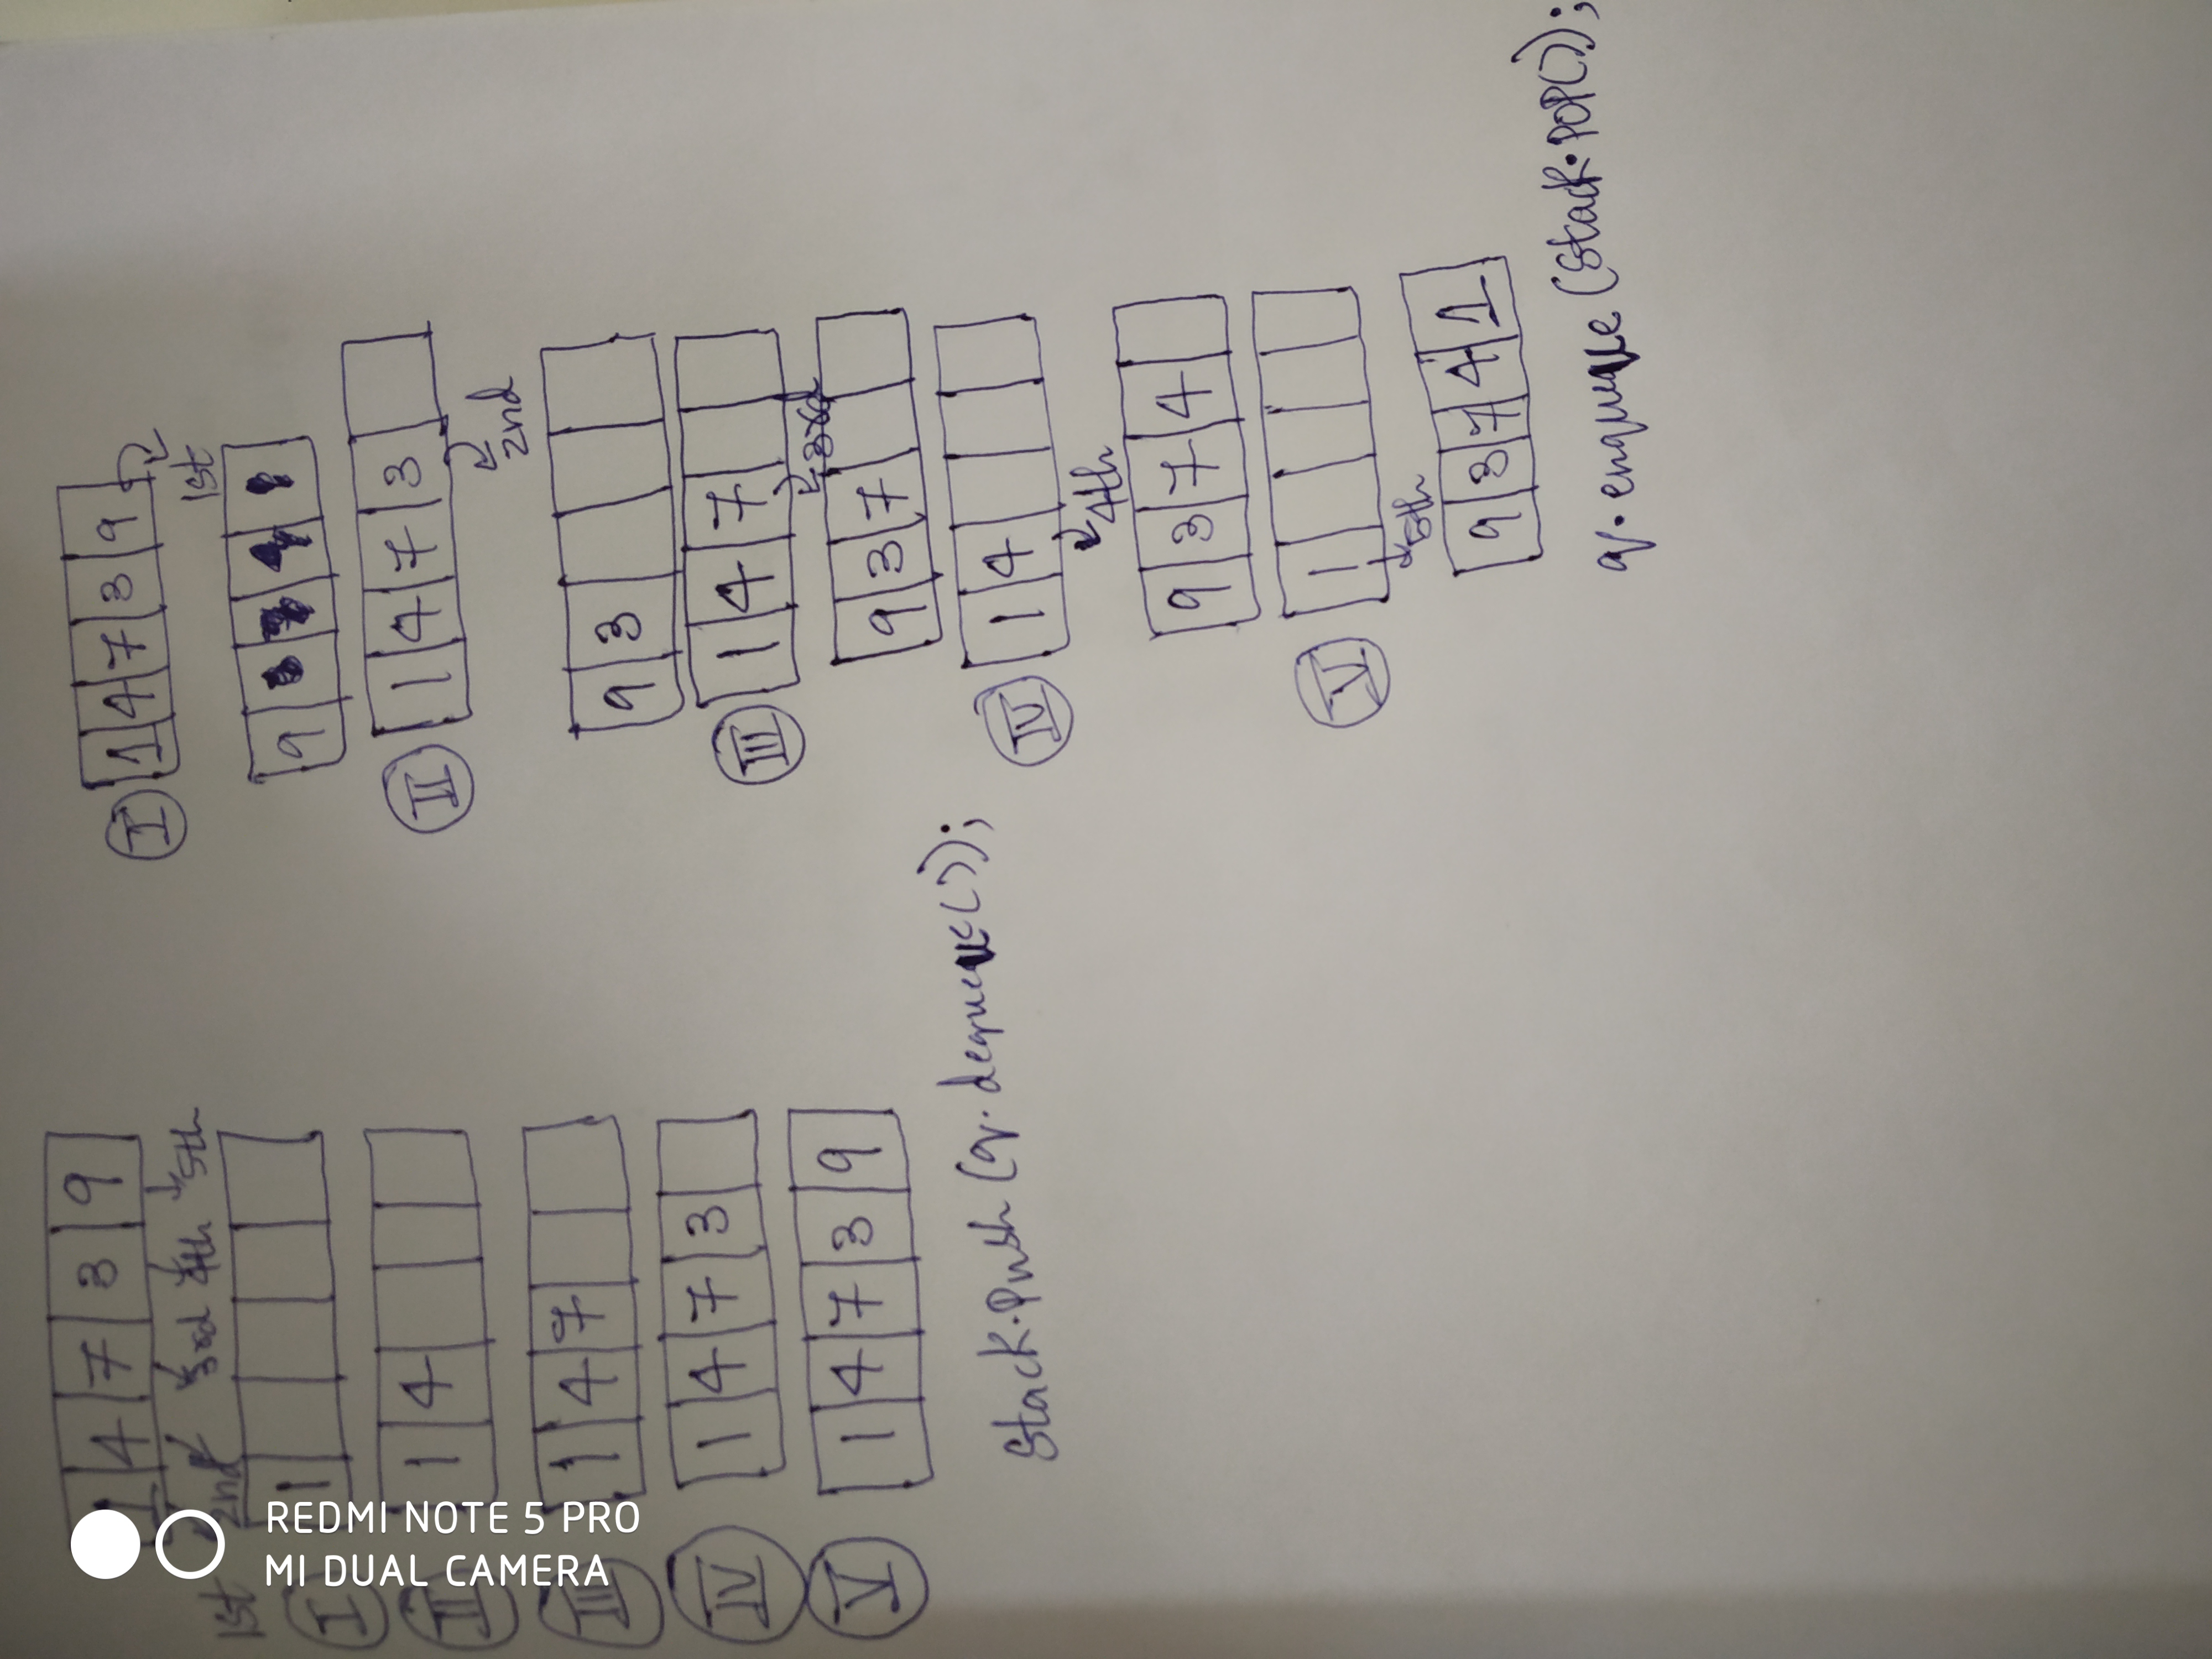 1 4 7 3 9
1st 2nd 3rd 4th 5th
I 1
II 1 4
III 1 4 7
IV 1 4 7 3
V 1 4 7 3 9
Stack.Push (q.dequeue());
I 1 4 7 3 9
1st
9
II 1 4 7 3
2nd
9 3
III 1 4 7
3rd
9 3 7
IV 1 4
4th
9 3 7 4
V 1
5th
9 3 7 4 1
q.enqueue (Stack.POP());
REDMI NOTE 5 PRO
MI DUAL CAMERA